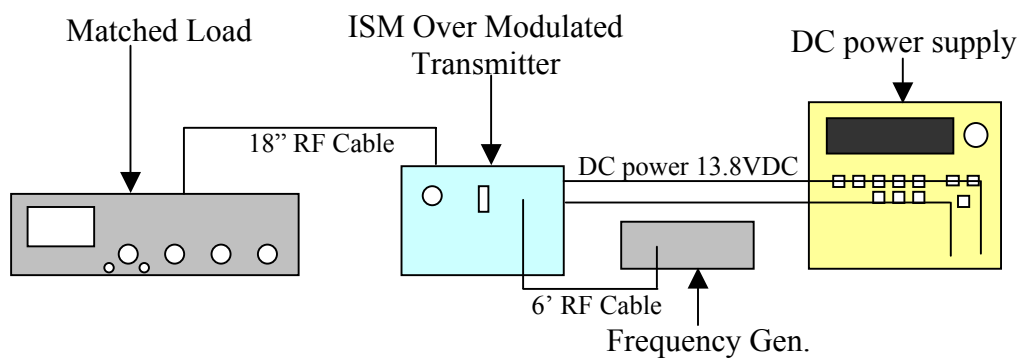 Matched Load
ISM Over Modulated
Transmitter
DC power supply
18” RF Cable
DC power 13.8VDC
6’ RF Cable
Frequency Gen.